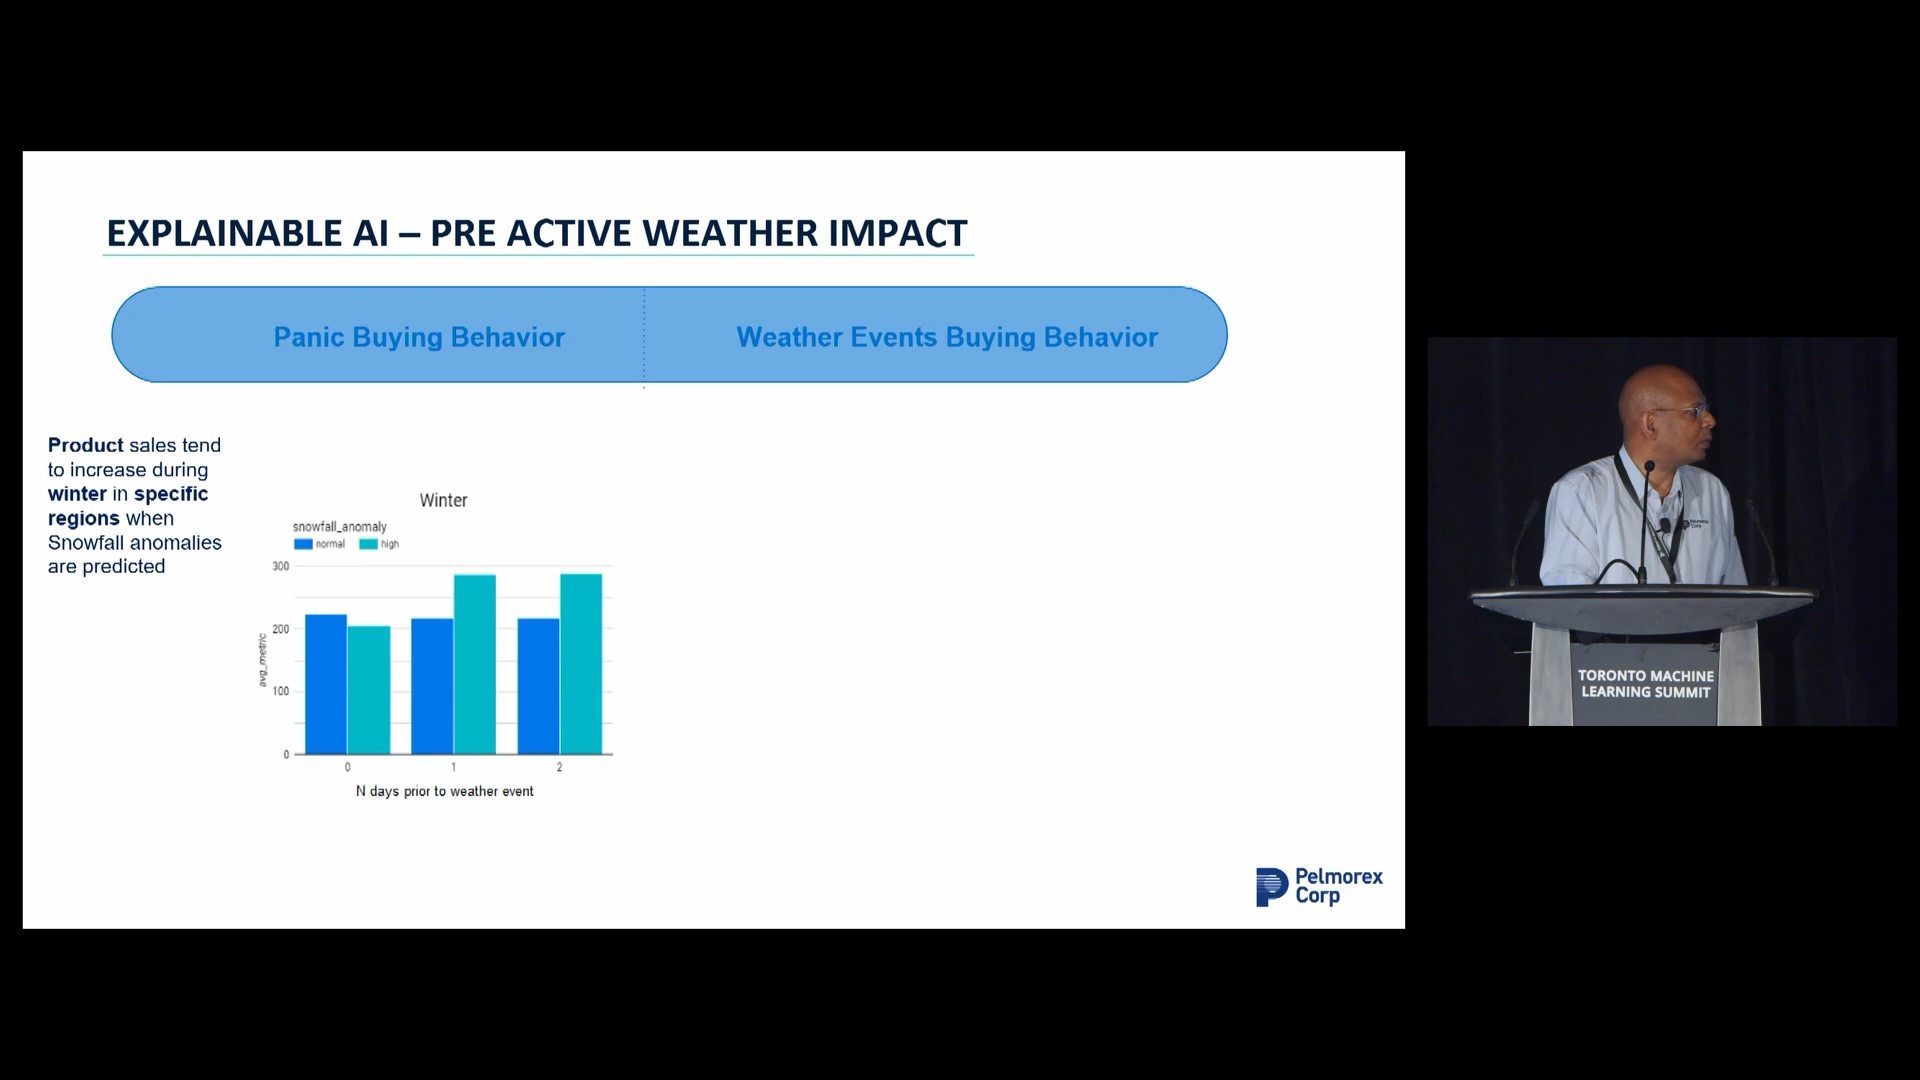 EXPLAINABLE AI – PRE ACTIVE WEATHER IMPACT
Panic Buying Behavior
Weather Events Buying Behavior
Product sales tend
to increase during
winter in specific
regions when
Snowfall anomalies
are predicted
Winter
snowfall_anomaly
normal
high
300
200
100
0
avg_metric
0
1
2
N days prior to weather event
Pelmorex
Corp
Pelmorex
Corp
TORONTO MACHINE
LEARNING SUMMIT